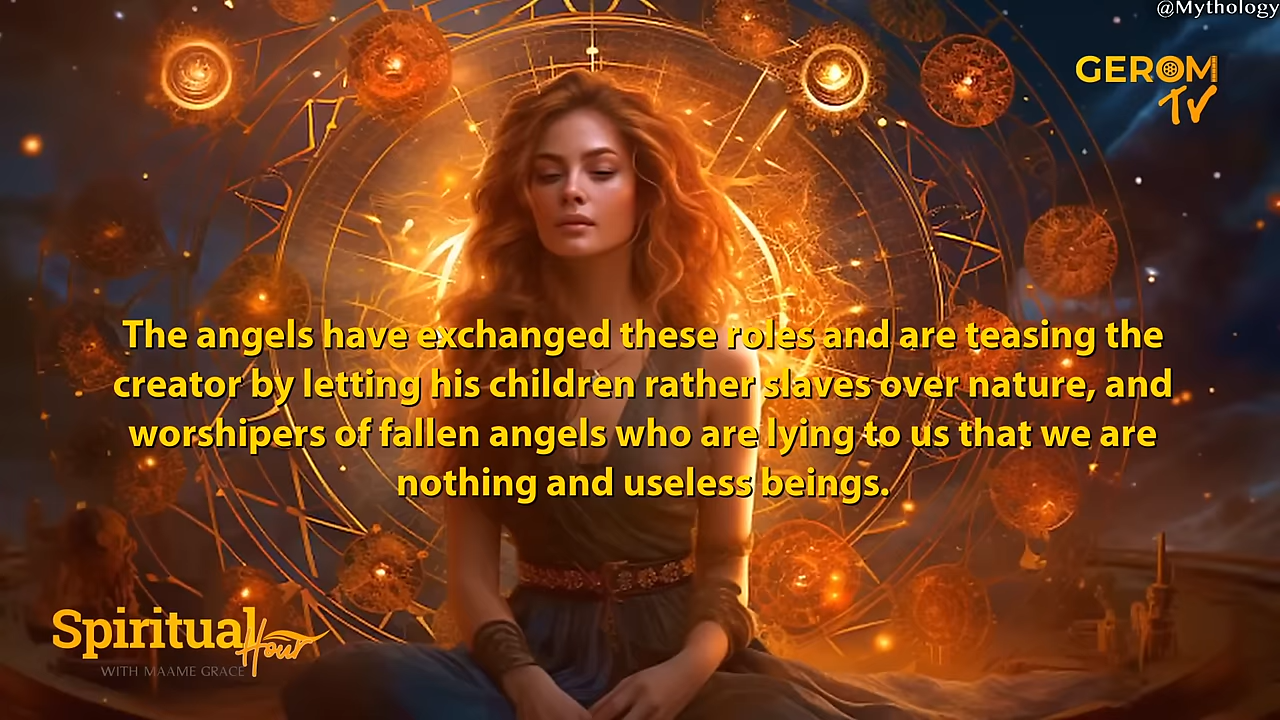 @Mythology
GEROM
TV
The angels have exchanged these roles and are teasing the
creator by letting his children rather slaves over nature, and
worshipers of fallen angels who are lying to us that we are
nothing and useless beings.
Spiritual
Hour
WITH MAAME GRACE